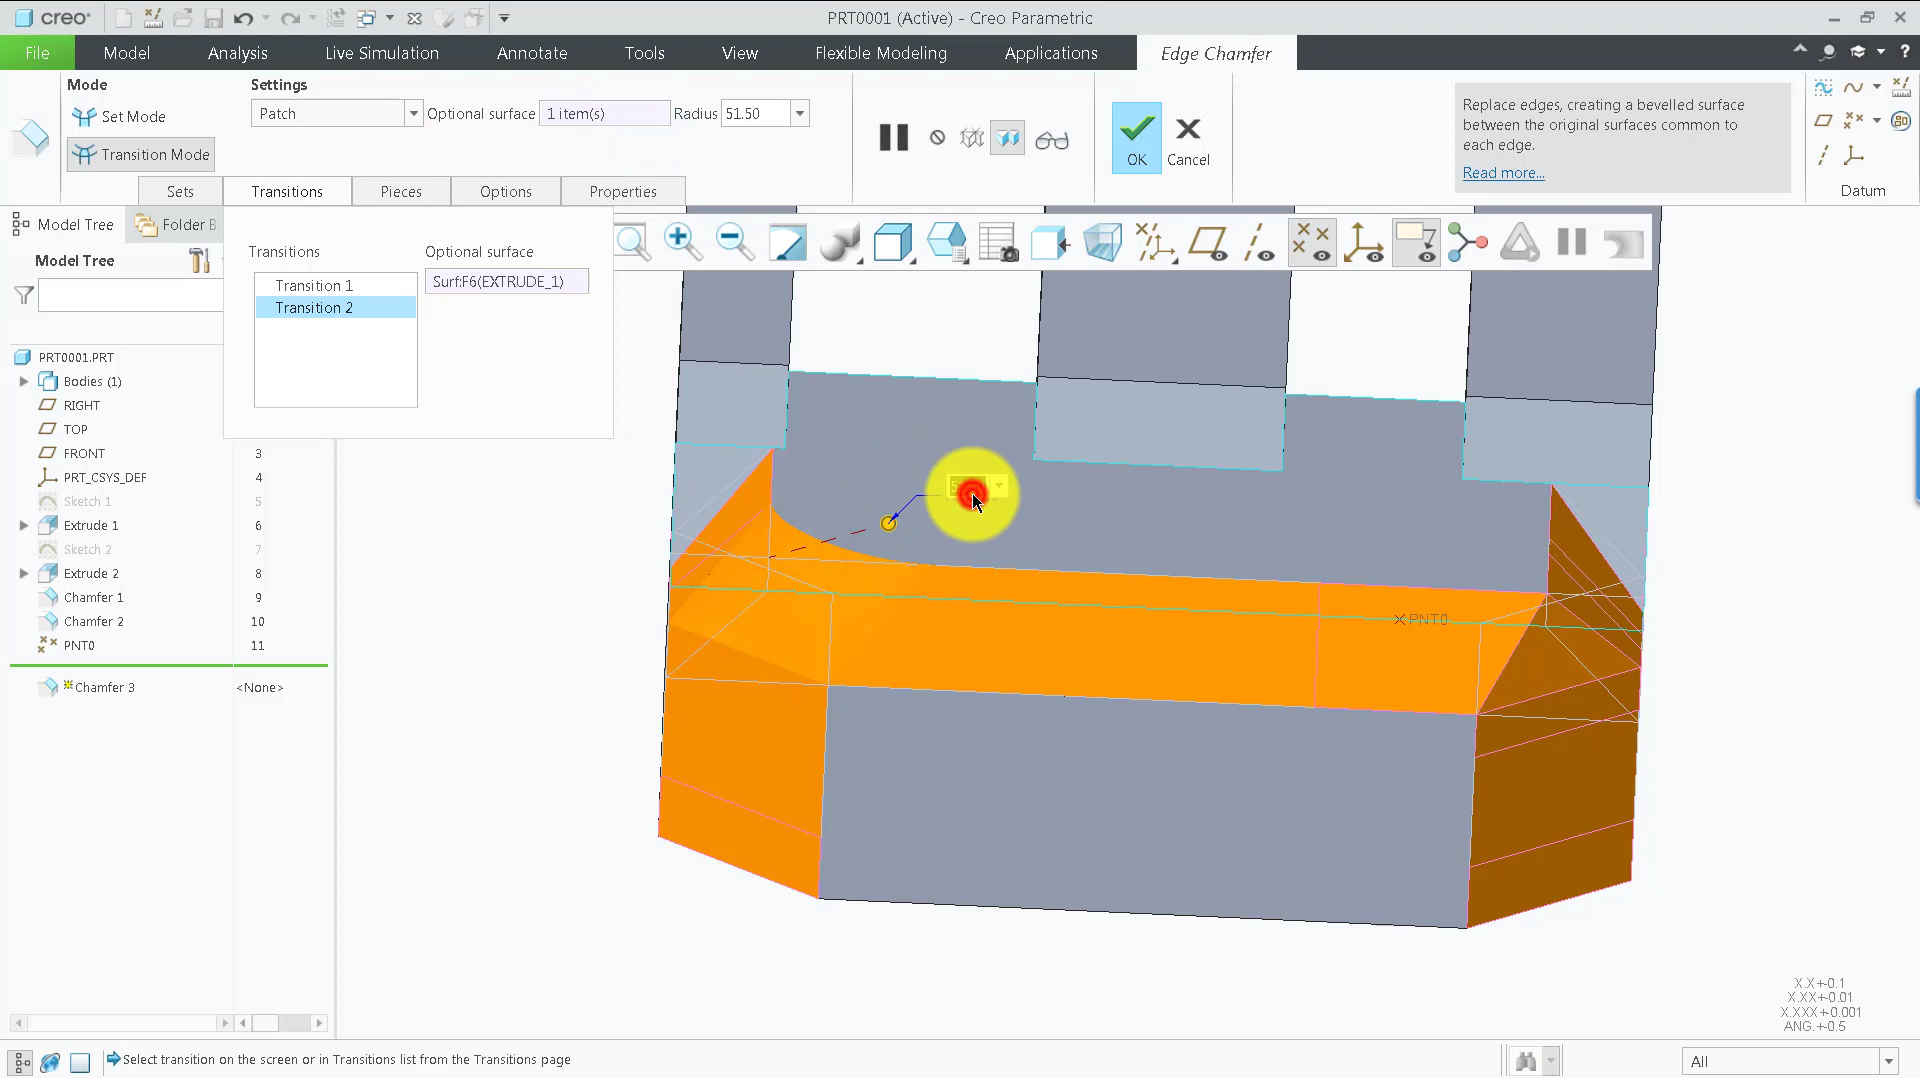 creo
PRT0001 (Active) - Creo Parametric
File
Model
Analysis
Live Simulation
Annotate
Tools
View
Flexible Modeling
Applications
Edge Chamfer
?
Mode
Set Mode
Transition Mode
Settings
Patch
Optional surface
1 item(s)
Radius
51.50
OK
Cancel
Replace edges, creating a bevelled surface
between the original surfaces common to
each edge.
Read more...
Datum
Sets
Transitions
Pieces
Options
Properties
Model Tree
Folder B
Model Tree
Transitions
Transition 1
Transition 2
Optional surface
Surf:F6(EXTRUDE_1)
PRT0001.PRT
Bodies (1)
RIGHT
TOP
FRONT 3
PRT_CSYS_DEF 4
Sketch 1 5
Extrude 1 6
Sketch 2 7
Extrude 2 8
Chamfer 1 9
Chamfer 2 10
PNT0 11
Chamfer 3 <None>
PNT0
X.X+-0.1
X.XX+-0.01
X.XXX+-0.001
ANG.+-0.5
Select transition on the screen or in Transitions list from the Transitions page
All